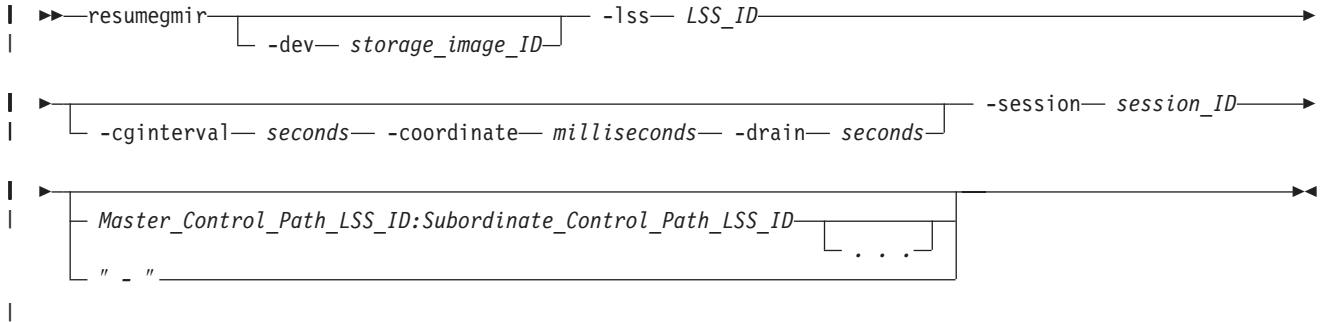 resumegmir -lss LSS_ID
-dev storage_image_ID
-session session_ID
-cginterval seconds -coordinate milliseconds -drain seconds
Master_Control_Path_LSS_ID:Subordinate_Control_Path_LSS_ID
. . .
" - "